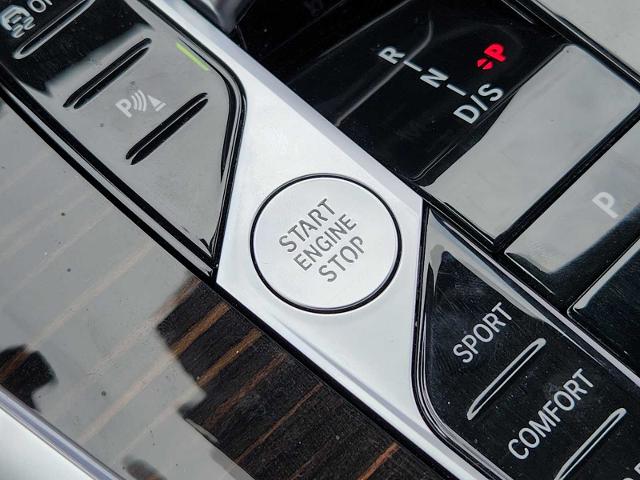 R
N
D/S
P
P
P
START
ENGINE
STOP
SPORT
COMFORT